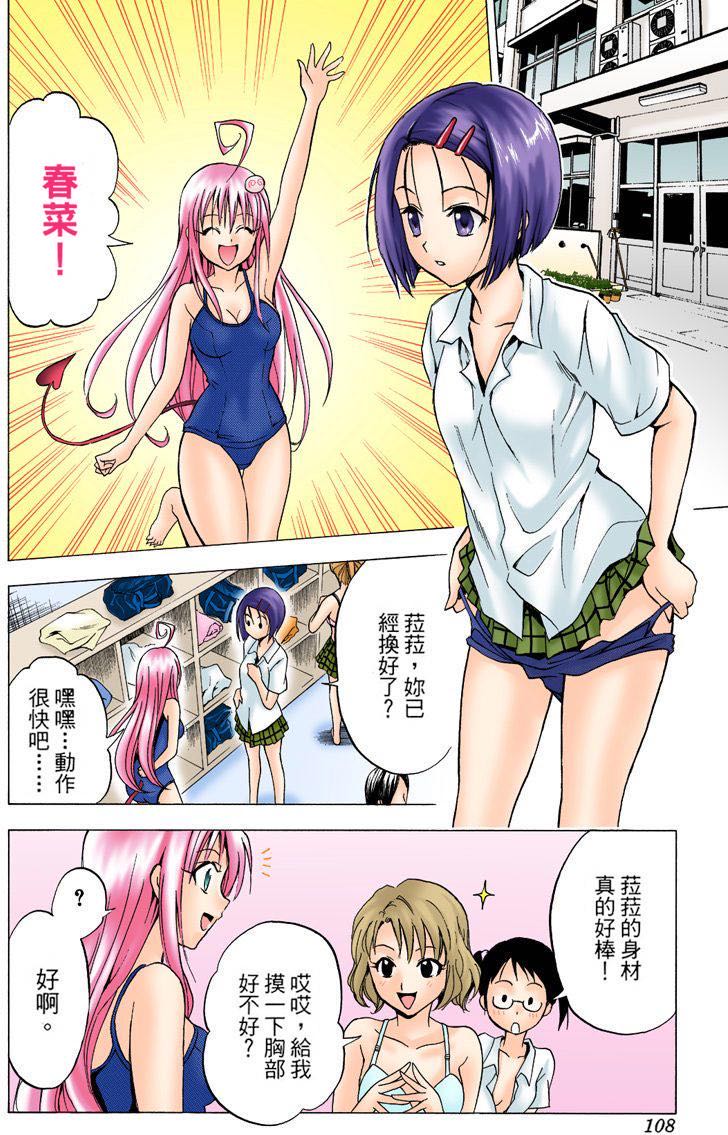 春菜！
菈菈，妳已
經換好了？
嘿嘿…動作
很快吧……
菈菈的身材
真的好棒！
哎哎，給我
摸一下胸部
好不好？
？
好啊。
108